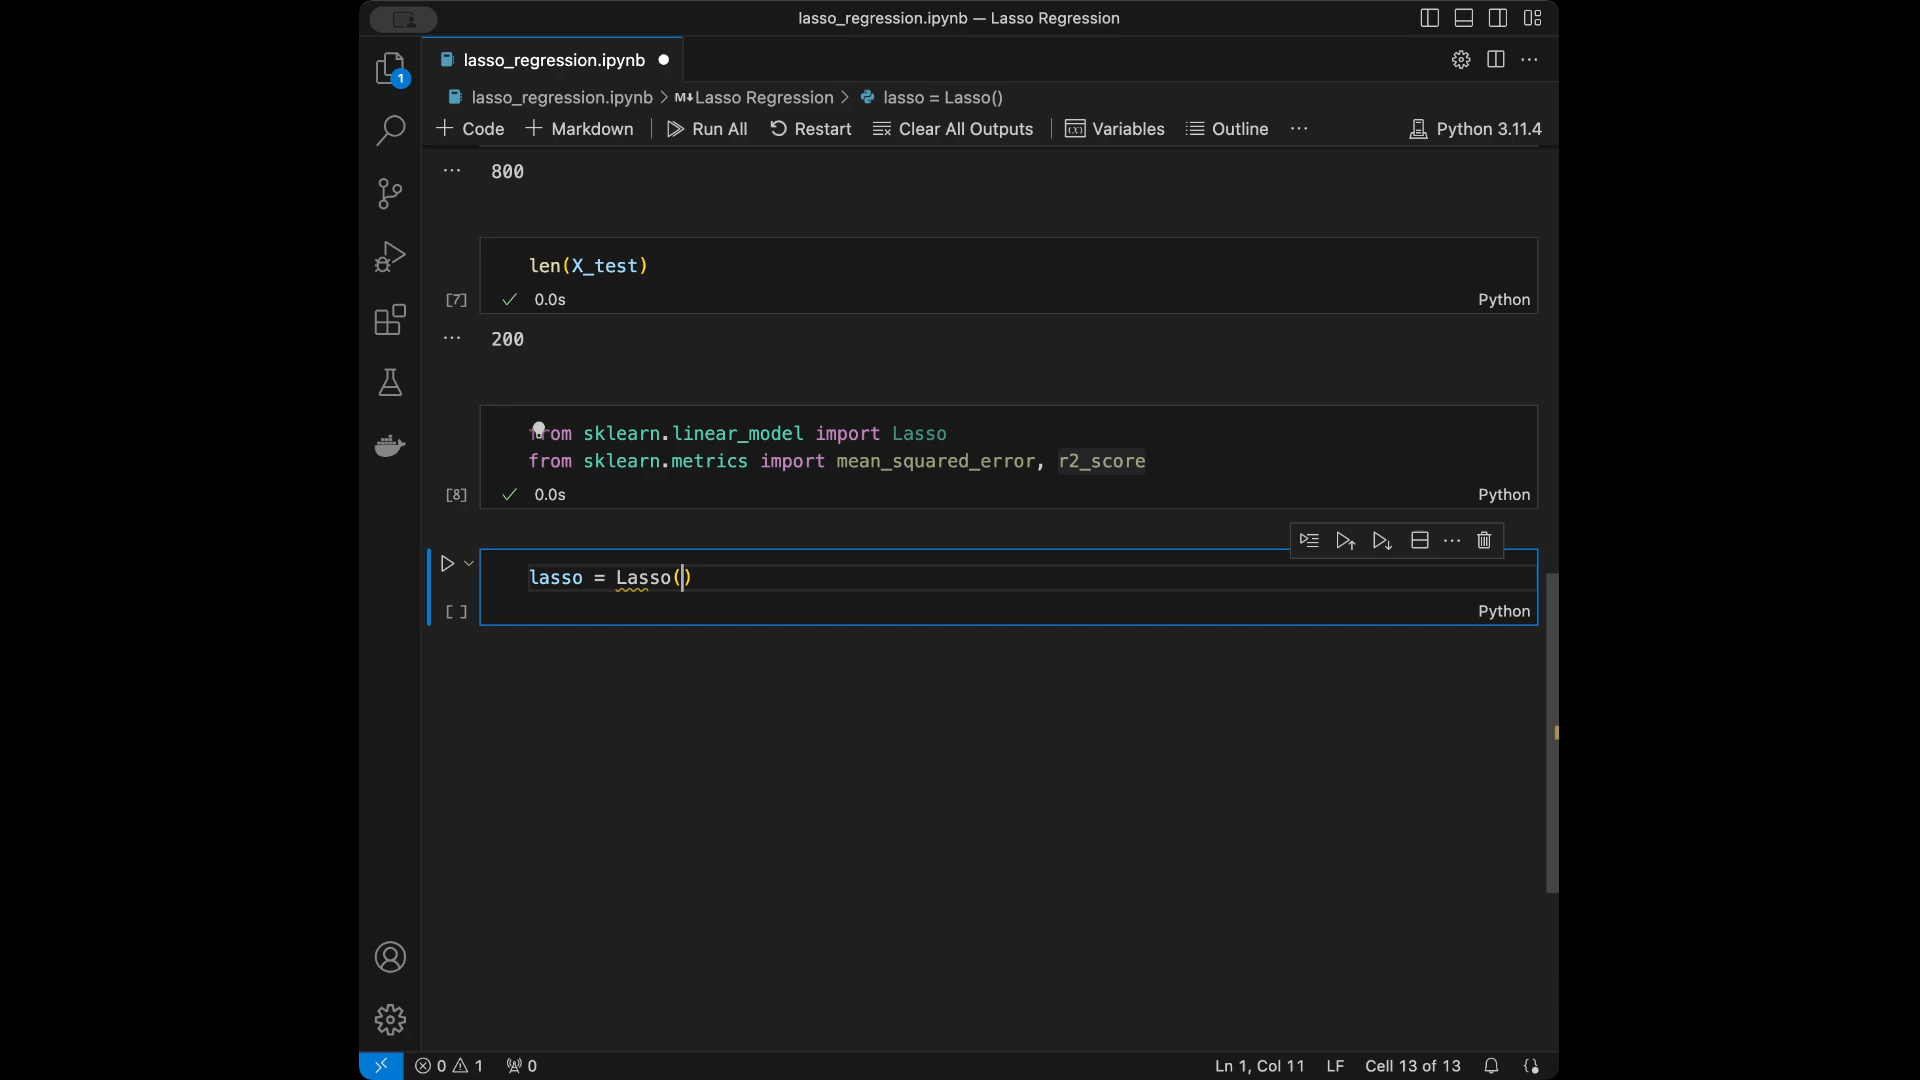 lasso_regression.ipynb — Lasso Regression
lasso_regression.ipynb
1
lasso_regression.ipynb > M↓Lasso Regression > lasso = Lasso()
+ Code + Markdown Run All Restart Clear All Outputs Variables Outline ... Python 3.11.4
... 800
len(X_test)
[7] ✓ 0.0s Python
... 200
from sklearn.linear_model import Lasso
from sklearn.metrics import mean_squared_error, r2_score
[8] ✓ 0.0s Python
lasso = Lasso()
[ ] Python
0 1 0 Ln 1, Col 11 LF Cell 13 of 13